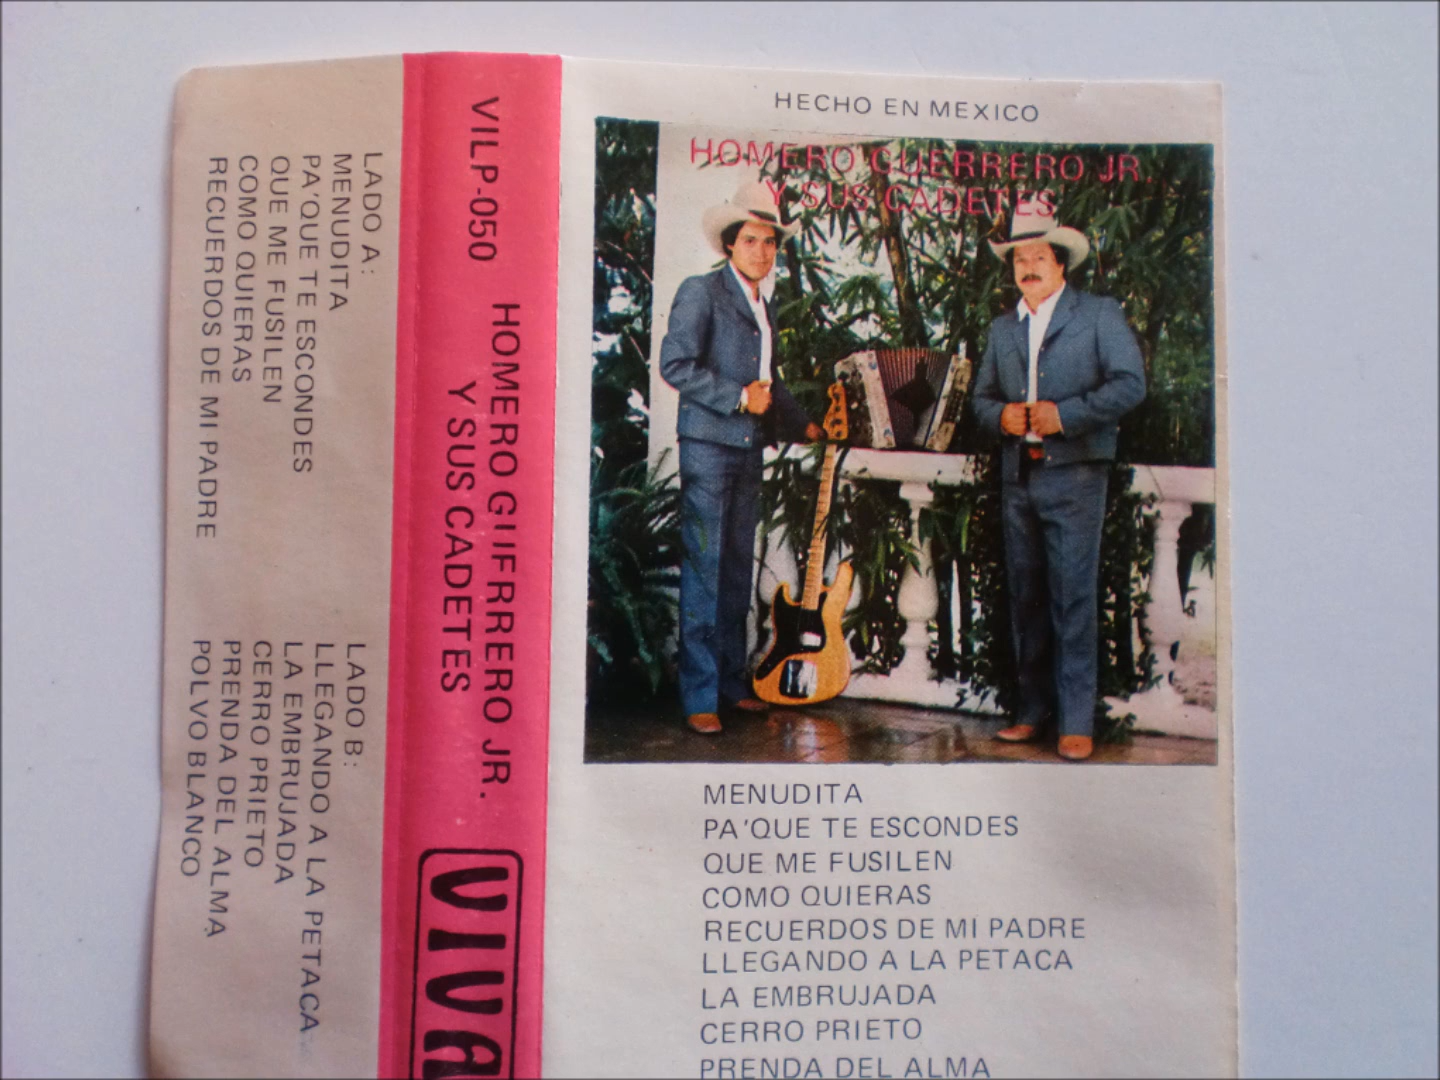 LADO A:
MENUDITA
PA'QUE TE ESCONDES
QUE ME FUSILEN
COMO QUIERAS
RECUERDOS DE MI PADRE
LADO B:
LLEGANDO A LA PETACA
LA EMBRUJADA
CERRO PRIETO
PRENDA DEL ALMA
POLVO BLANCO
VILP-050
HOMERO GUERRERO JR.
Y SUS CADETES
VIVA
HECHO EN MEXICO
HOMERO GUERRERO JR.
Y SUS CADETES
MENUDITA
PA'QUE TE ESCONDES
QUE ME FUSILEN
COMO QUIERAS
RECUERDOS DE MI PADRE
LLEGANDO A LA PETACA
LA EMBRUJADA
CERRO PRIETO
PRENDA DEL ALMA